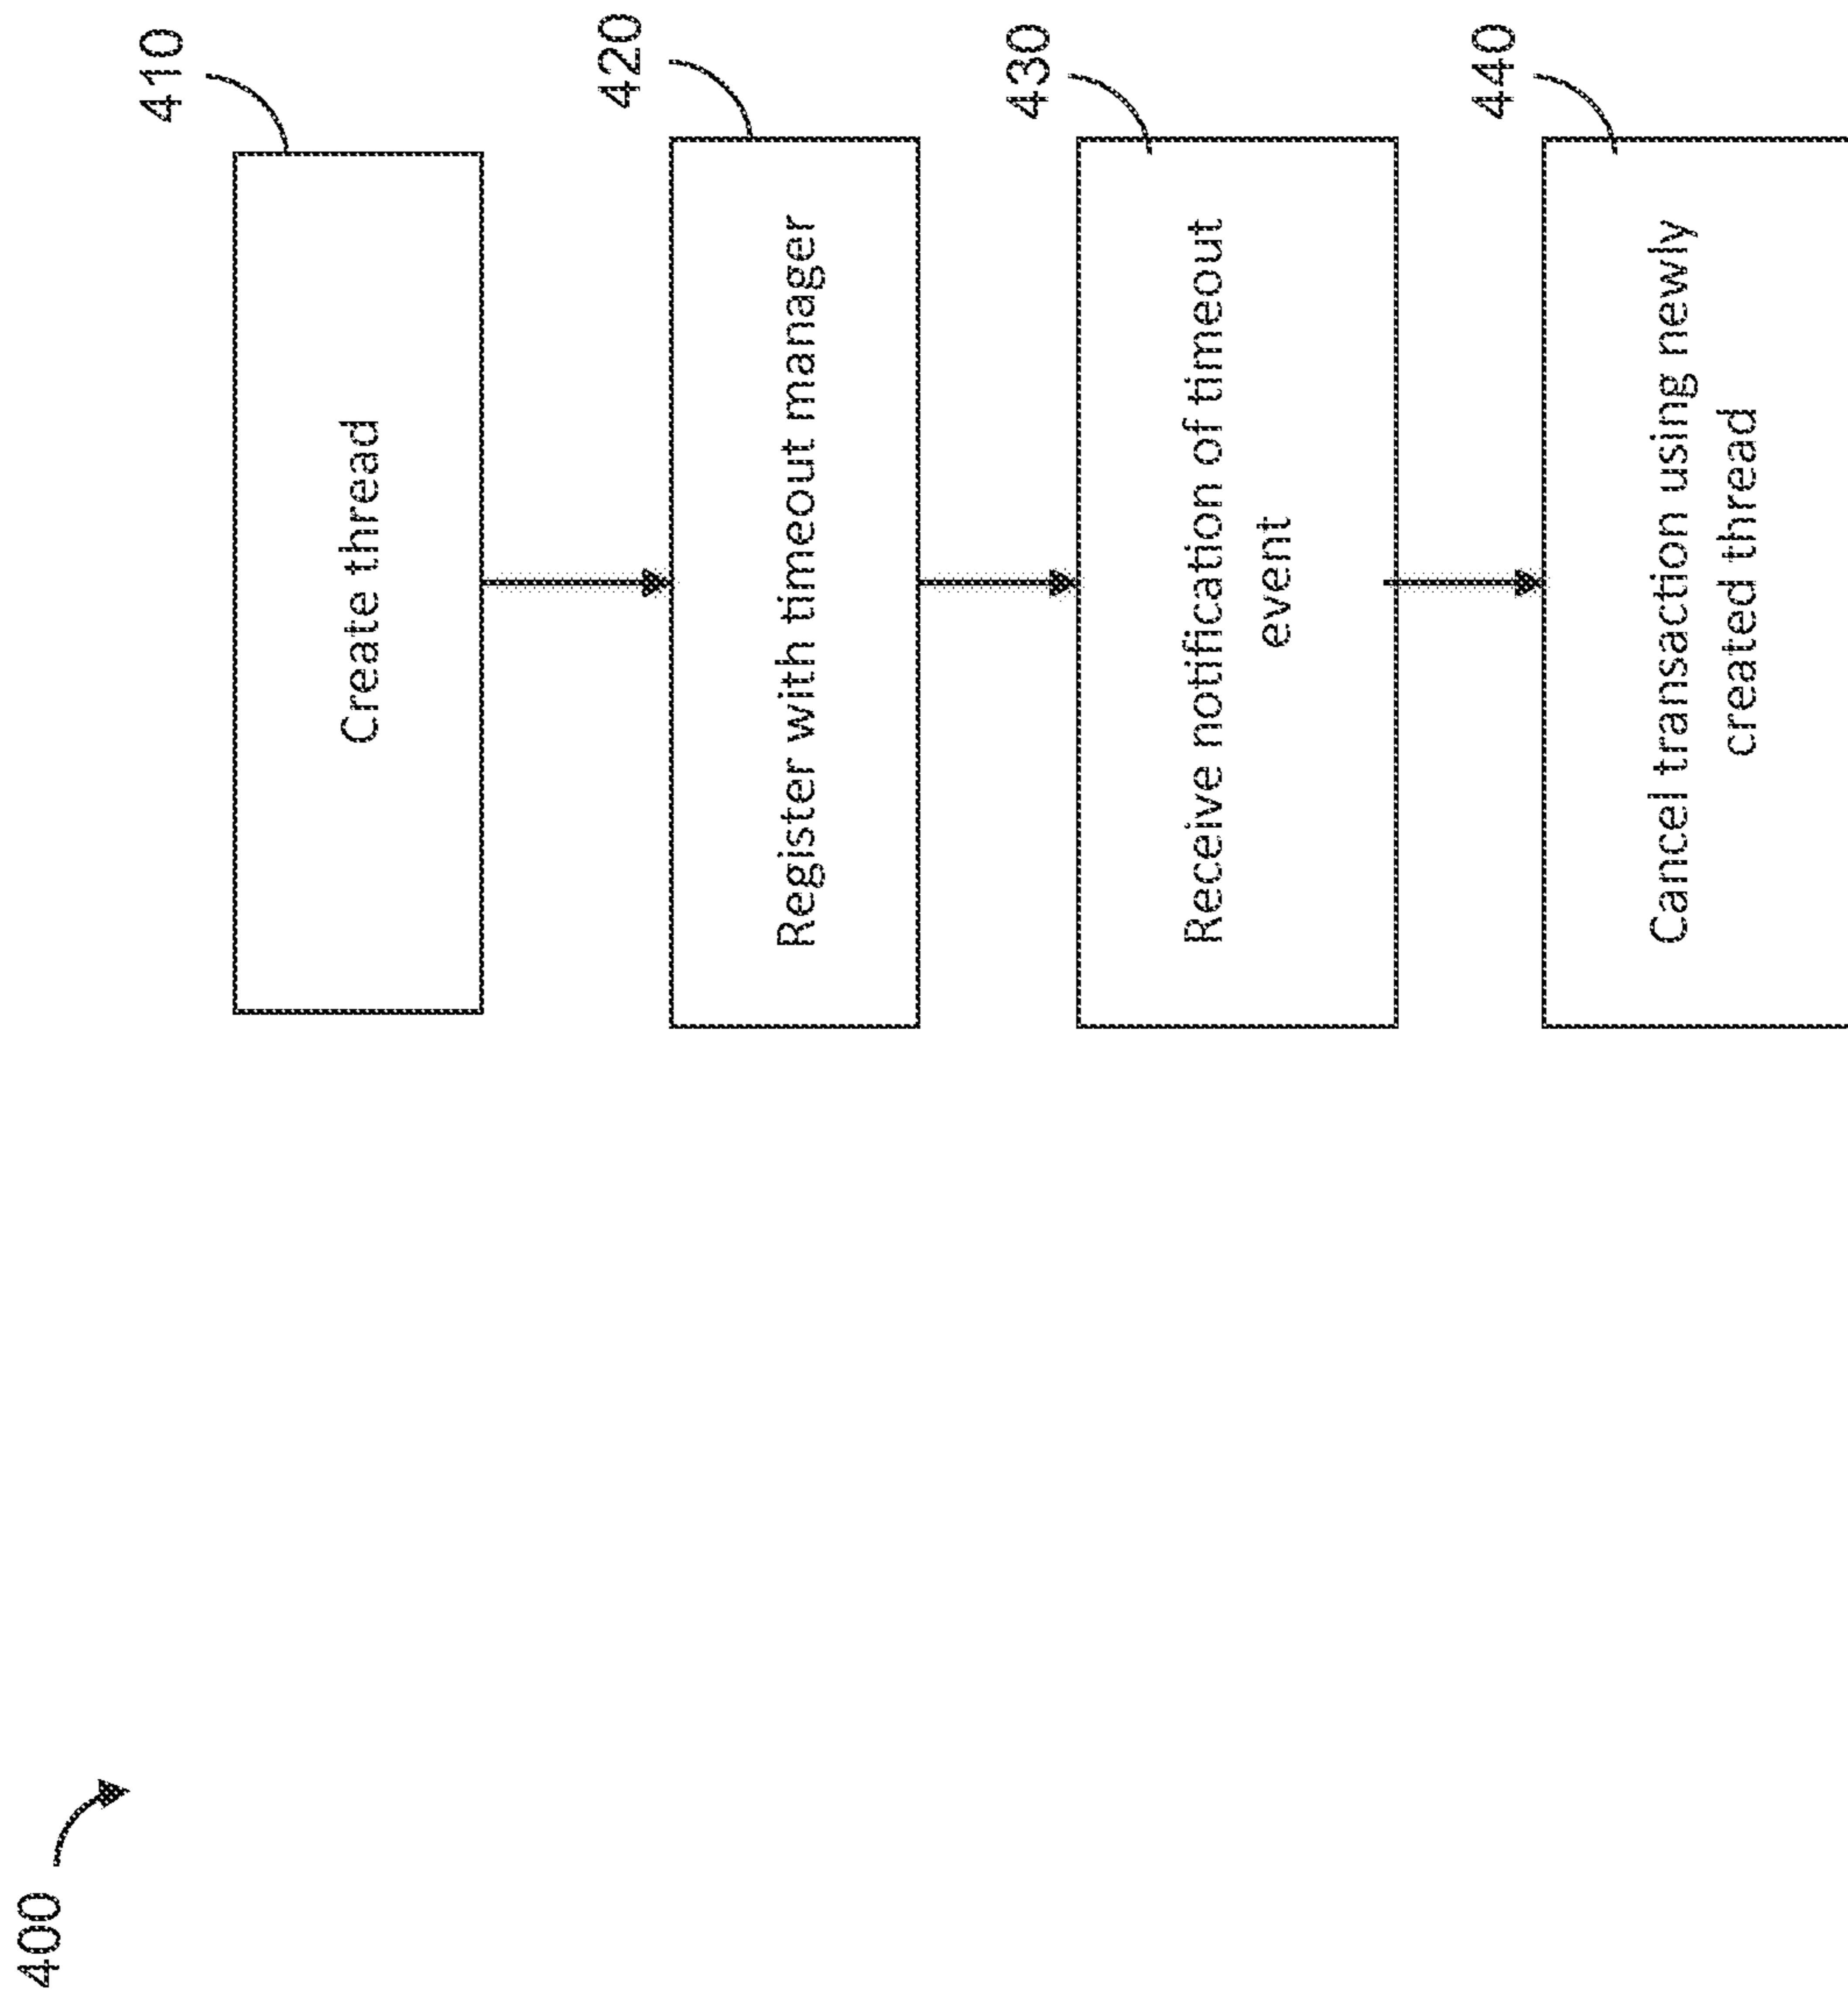 400
410
Create thread
420
Register with timeout manager
430
Receive notification of timeout
event
440
Cancel transaction using newly
created thread